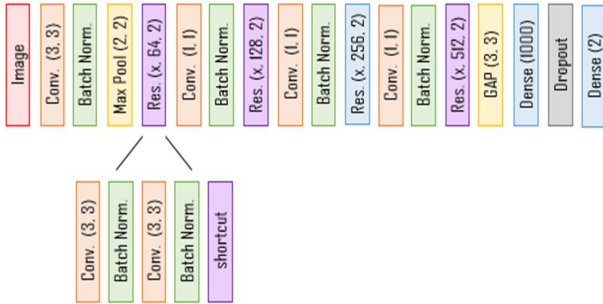 Image
Conv. (3, 3)
Batch Norm.
Max Pool (2, 2)
Res. (x, 64, 2)
Conv. (1, 1)
Batch Norm.
Res. (x, 128, 2)
Conv. (1, 1)
Batch Norm.
Res. (x, 256, 2)
Conv. (1, 1)
Batch Norm.
Res. (x, 512, 2)
GAP (3, 3)
Dense (1000)
Dropout
Dense (2)
Conv. (3, 3)
Batch Norm.
Conv. (3, 3)
Batch Norm.
shortcut